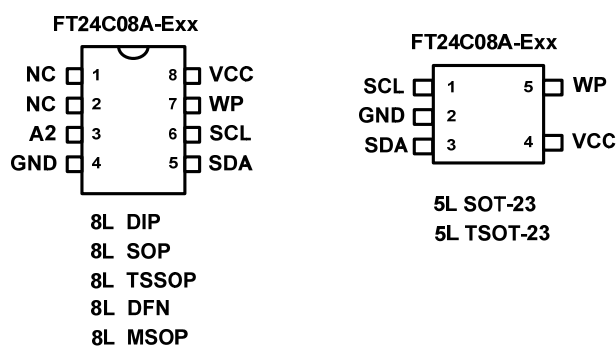 FT24C08A-Exx
NC 1 8 VCC
NC 2 7 WP
A2 3 6 SCL
GND 4 5 SDA
8L DIP
8L SOP
8L TSSOP
8L DFN
8L MSOP
FT24C08A-Exx
SCL 1 5 WP
GND 2
SDA 3 4 VCC
5L SOT-23
5L TSOT-23